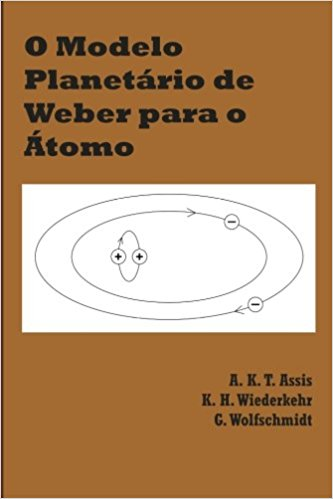 O Modelo
Planetário de
Weber para o
Átomo
−
+ +
−
A. K. T. Assis
K. H. Wiederkehr
G. Wolfschmidt